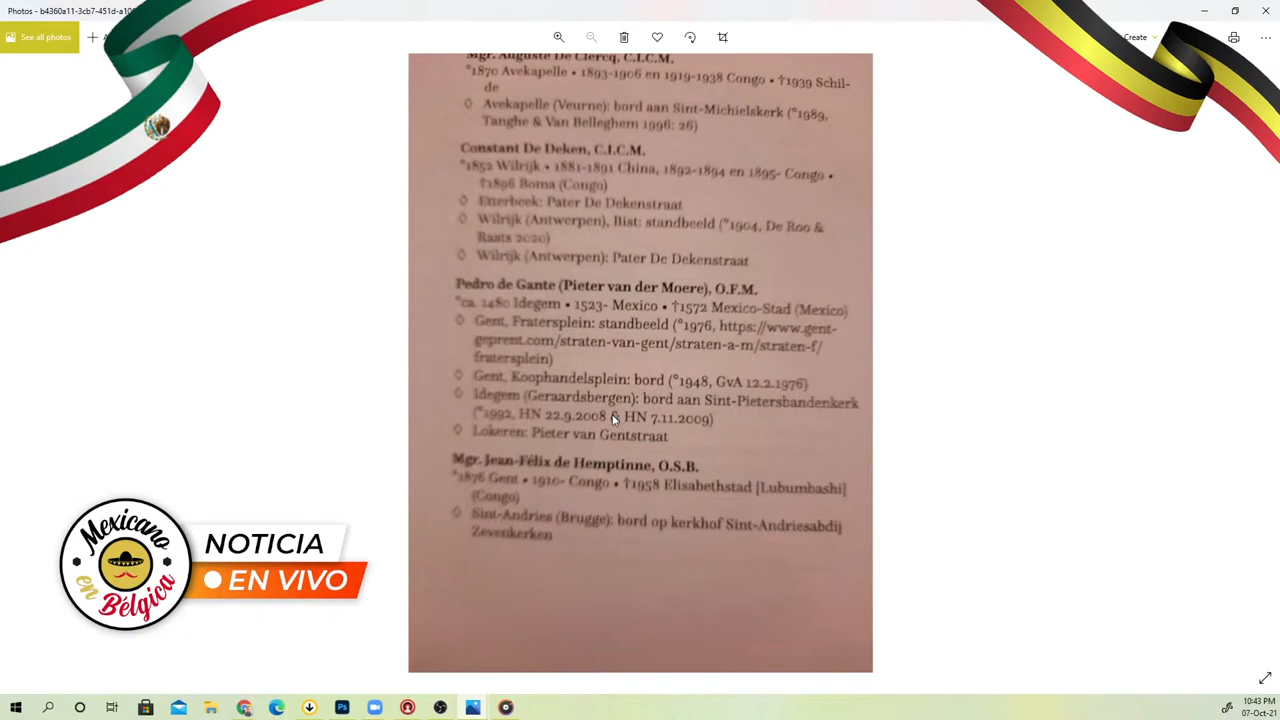 Photos - b4360a11-3cb7-451d-a10
See all photos
Create
Mgr. Auguste De Clercq, C.I.C.M.
°1870 Avekapelle • 1893-1906 en 1919-1938 Congo • †1939 Schil-
de
◊ Avekapelle (Veurne): bord aan Sint-Michielskerk (°1989,
Tanghe & Van Belleghem 1996: 26)
Constant De Deken, C.I.C.M.
°1852 Wilrijk • 1881-1891 China, 1892-1894 en 1895- Congo •
†1896 Boma (Congo)
◊ Etterbeek: Pater De Dekenstraat
◊ Wilrijk (Antwerpen), Bist: standbeeld (°1904, De Roo &
Raats 2020)
◊ Wilrijk (Antwerpen): Pater De Dekenstraat
Pedro de Gante (Pieter van der Moere), O.F.M.
°ca. 1480 Idegem • 1523- Mexico • †1572 Mexico-Stad (Mexico)
◊ Gent, Fratersplein: standbeeld (°1976, https://www.gent-
geprent.com/straten-van-gent/straten-a-m/straten-f/
fratersplein)
◊ Gent, Koophandelsplein: bord (°1948, GvA 12.2.1976)
◊ Idegem (Geraardsbergen): bord aan Sint-Pietersbandenkerk
(°1992, HN 22.9.2008 & HN 7.11.2009)
◊ Lokeren: Pieter van Gentstraat
Mgr. Jean-Félix de Hemptinne, O.S.B.
°1876 Gent • 1910- Congo • †1958 Elisabethstad [Lubumbashi]
(Congo)
◊ Sint-Andries (Brugge): bord op kerkhof Sint-Andriesabdij
Zevenkerken
Mexicano
en
Bélgica
NOTICIA
EN VIVO
10:43 PM
07-Oct-21